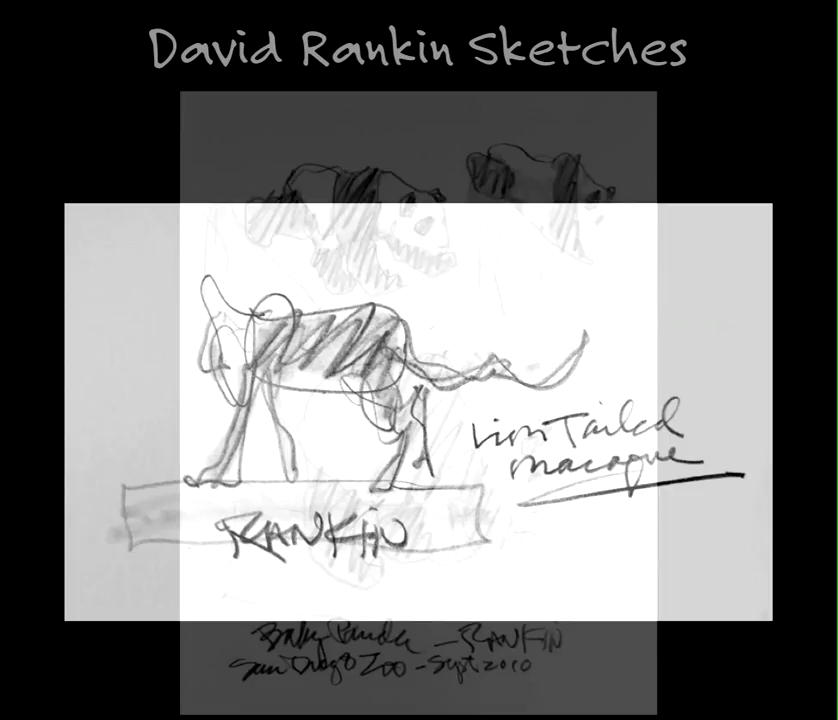 David Rankin Sketches
Lion Tailed
macaque
RANKIN
Baby Panda - RANKIN
San Diego Zoo - Sept 2010